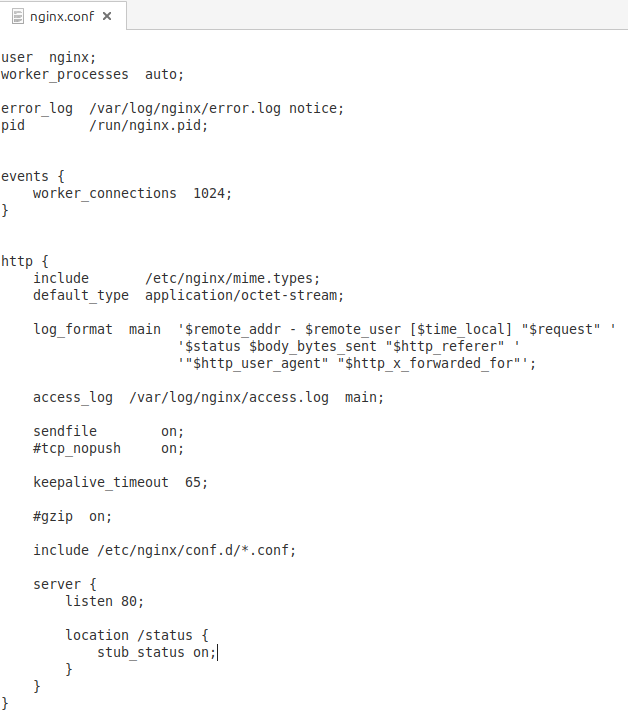 nginx.conf
user  nginx;
worker_processes  auto;
error_log  /var/log/nginx/error.log notice;
pid        /run/nginx.pid;
events {
    worker_connections  1024;
}
http {
    include       /etc/nginx/mime.types;
    default_type  application/octet-stream;
    log_format  main  '$remote_addr - $remote_user [$time_local] "$request" '
                      '$status $body_bytes_sent "$http_referer" '
                      '"$http_user_agent" "$http_x_forwarded_for"';
    access_log  /var/log/nginx/access.log  main;
    sendfile        on;
    #tcp_nopush     on;
    keepalive_timeout  65;
    #gzip  on;
    include /etc/nginx/conf.d/*.conf;
    server {
        listen 80;
        location /status {
            stub_status on;
        }
    }
}